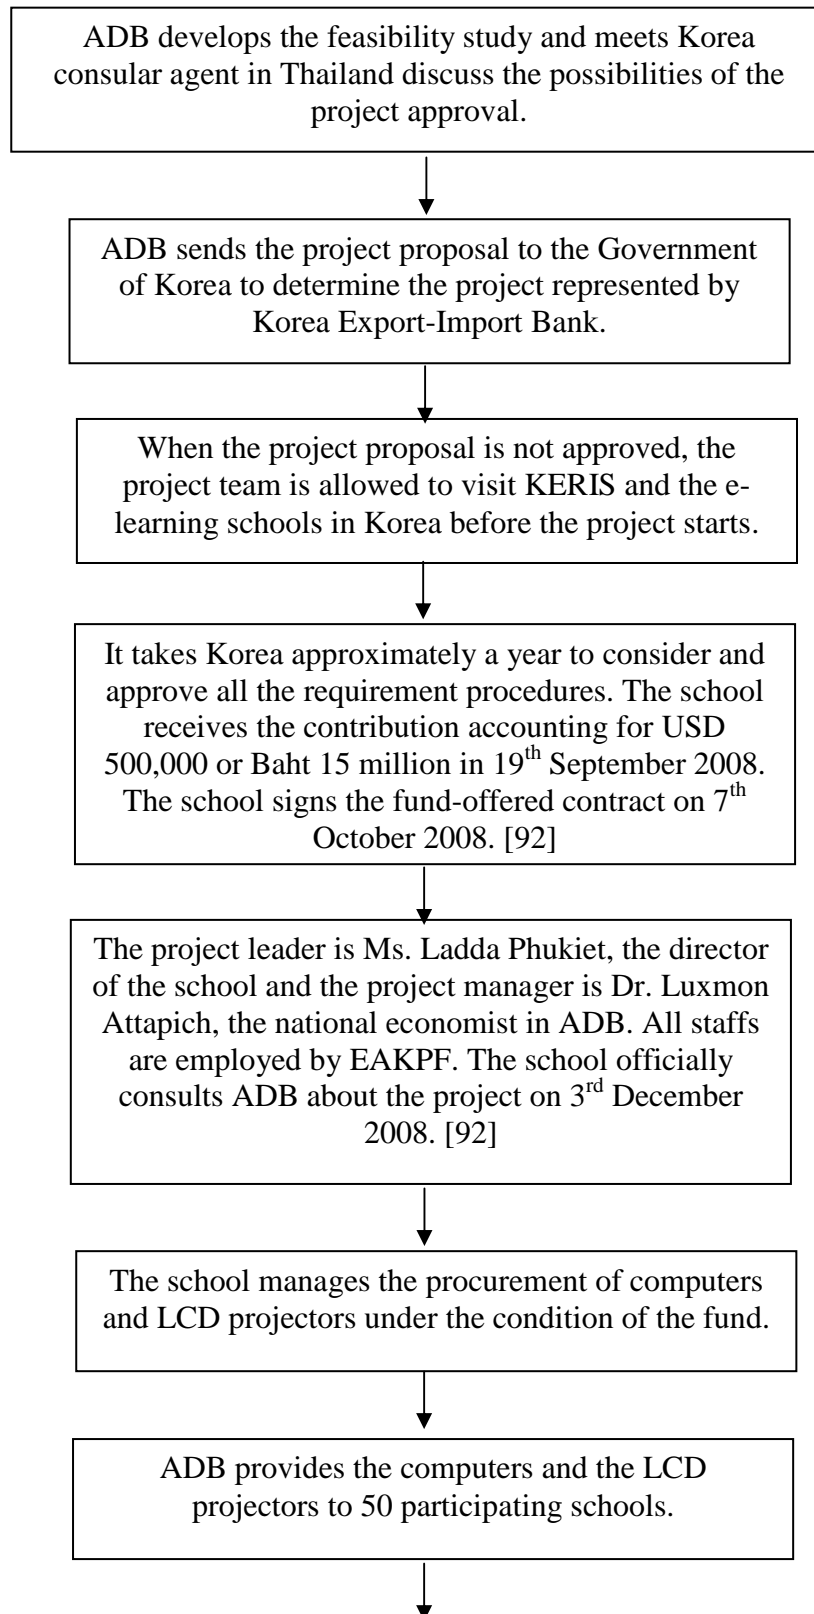 ADB develops the feasibility study and meets Korea
consular agent in Thailand discuss the possibilities of the
project approval.
ADB sends the project proposal to the Government
of Korea to determine the project represented by
Korea Export-Import Bank.
When the project proposal is not approved, the
project team is allowed to visit KERIS and the e-
learning schools in Korea before the project starts.
It takes Korea approximately a year to consider and
approve all the requirement procedures. The school
receives the contribution accounting for USD
500,000 or Baht 15 million in 19th September 2008.
The school signs the fund-offered contract on 7th
October 2008. [92]
The project leader is Ms. Ladda Phukiet, the director
of the school and the project manager is Dr. Luxmon
Attapich, the national economist in ADB. All staffs
are employed by EAKPF. The school officially
consults ADB about the project on 3rd December
2008. [92]
The school manages the procurement of computers
and LCD projectors under the condition of the fund.
ADB provides the computers and the LCD
projectors to 50 participating schools.